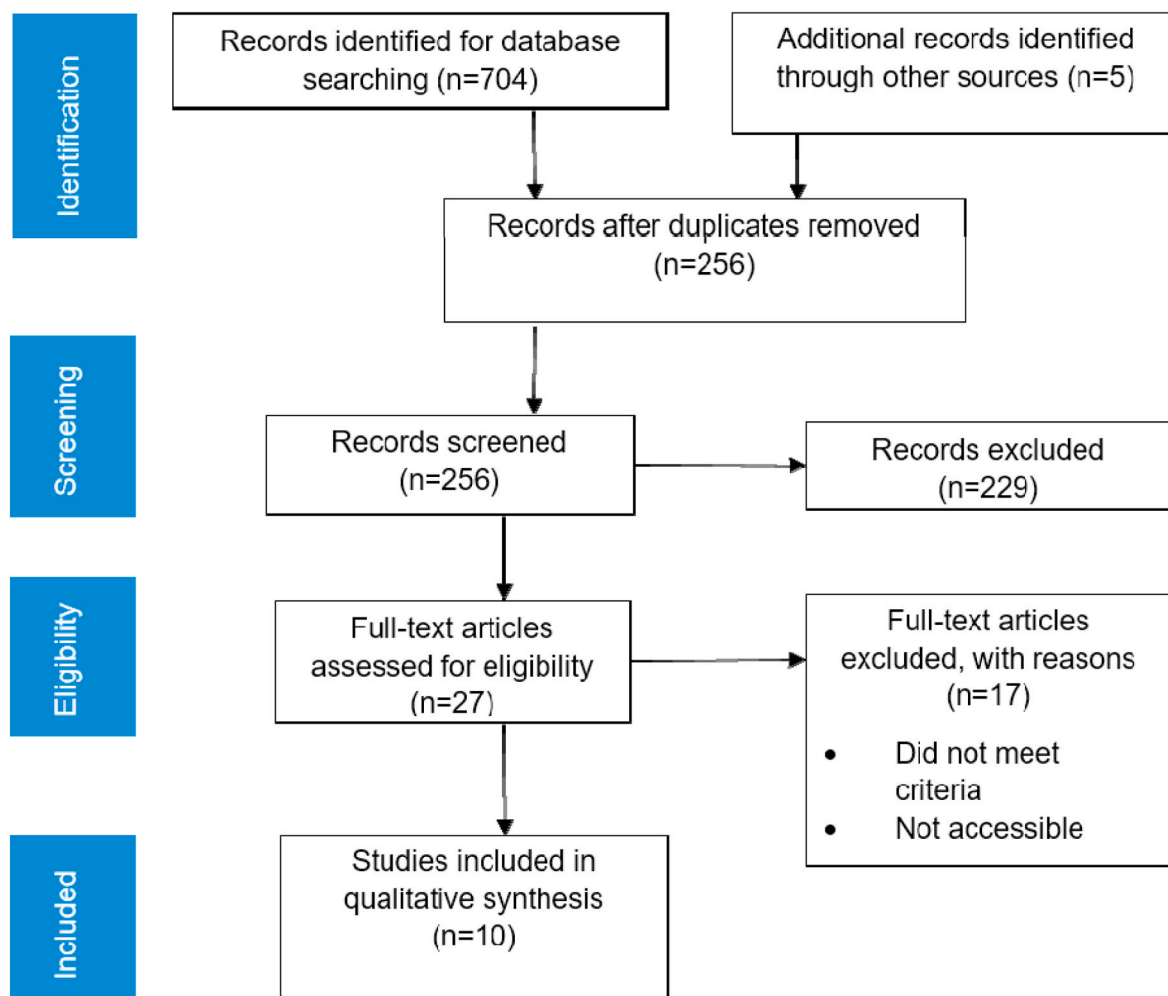 Identification
Records identified for database
searching (n=704)
Additional records identified
through other sources (n=5)
Records after duplicates removed
(n=256)
Screening
Records screened
(n=256)
Records excluded
(n=229)
Eligibility
Full-text articles
assessed for eligibility
(n=27)
Full-text articles
excluded, with reasons
(n=17)
• Did not meet
criteria
• Not accessible
Included
Studies included in
qualitative synthesis
(n=10)